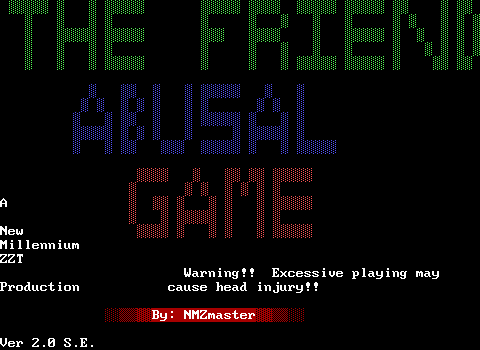 THE FRIEND
ABUSAL
GAME
A
New
Millennium
ZZT
Warning!! Excessive playing may
Production cause head injury!!
By: NMZmaster
Ver 2.0 S.E.